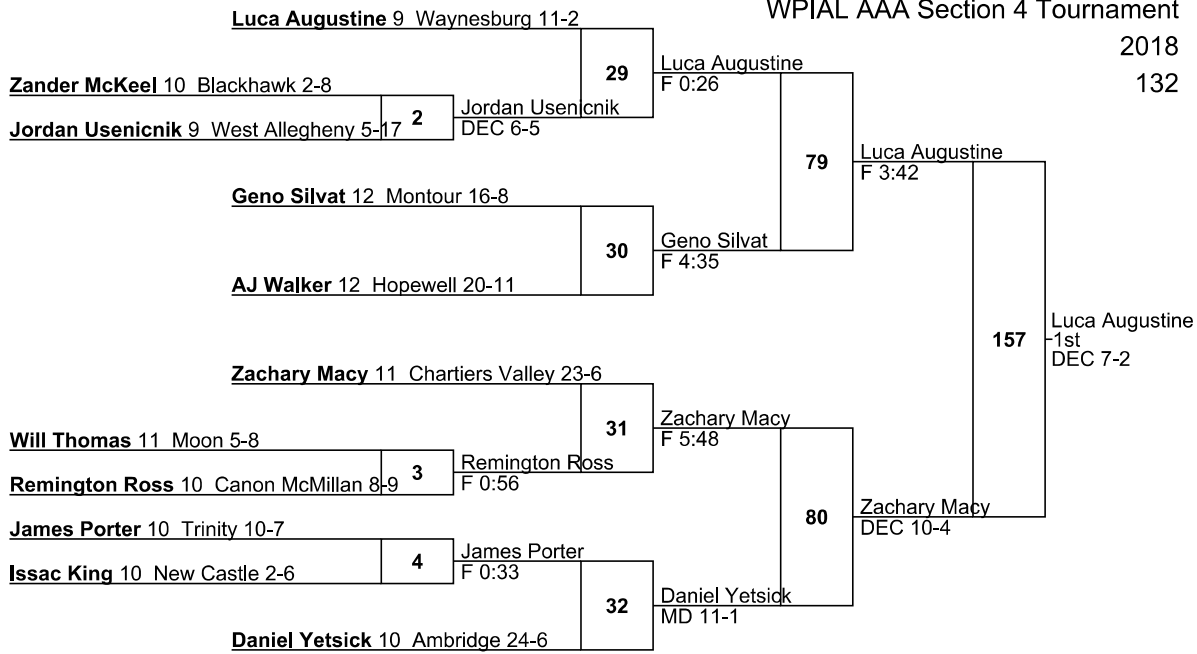 WPIAL AAA Section 4 Tournament
2018
132
Luca Augustine 9 Waynesburg 11-2
29
Luca Augustine
F 0:26
Zander McKeel 10 Blackhawk 2-8
2
Jordan Usenicnik
DEC 6-5
Jordan Usenicnik 9 West Allegheny 5-17
79
Luca Augustine
F 3:42
Geno Silvat 12 Montour 16-8
30
Geno Silvat
F 4:35
AJ Walker 12 Hopewell 20-11
157
Luca Augustine
1st
DEC 7-2
Zachary Macy 11 Chartiers Valley 23-6
31
Zachary Macy
F 5:48
Will Thomas 11 Moon 5-8
3
Remington Ross
F 0:56
Remington Ross 10 Canon McMillan 8-9
80
Zachary Macy
DEC 10-4
James Porter 10 Trinity 10-7
4
James Porter
F 0:33
Issac King 10 New Castle 2-6
32
Daniel Yetsick
MD 11-1
Daniel Yetsick 10 Ambridge 24-6